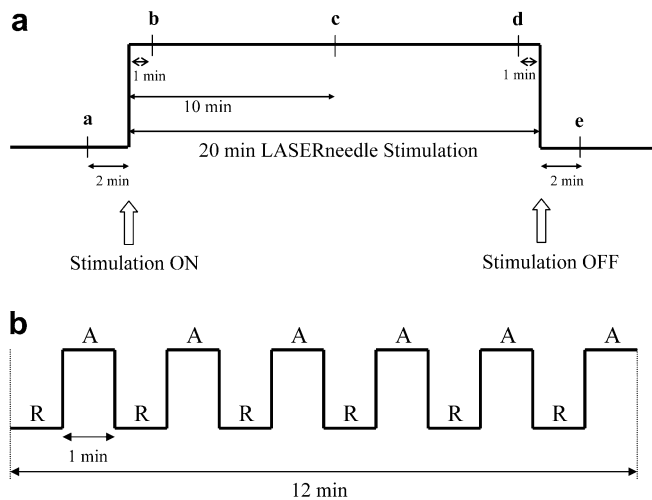 a
b c d
1 min 1 min
10 min
a e
20 min LASERneedle Stimulation
2 min 2 min
Stimulation ON Stimulation OFF
b
A A A A A A
R R R R R R
1 min
12 min